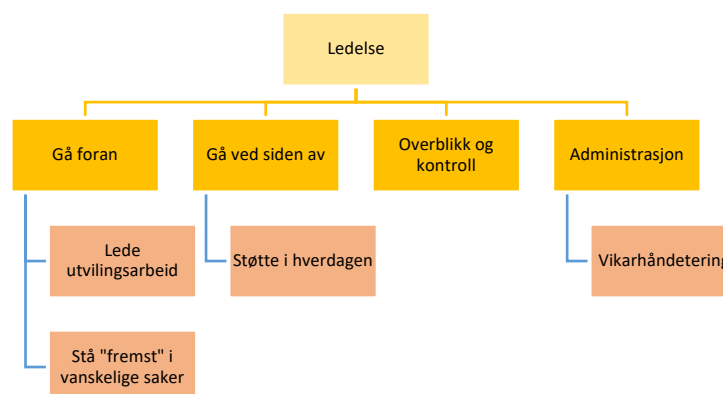 Ledelse
Gå foran
Gå ved siden av
Overblikk og
kontroll
Administrasjon
Lede
utvilingsarbeid
Støtte i hverdagen
Vikarhåndetering
Stå "fremst" i
vanskelige saker